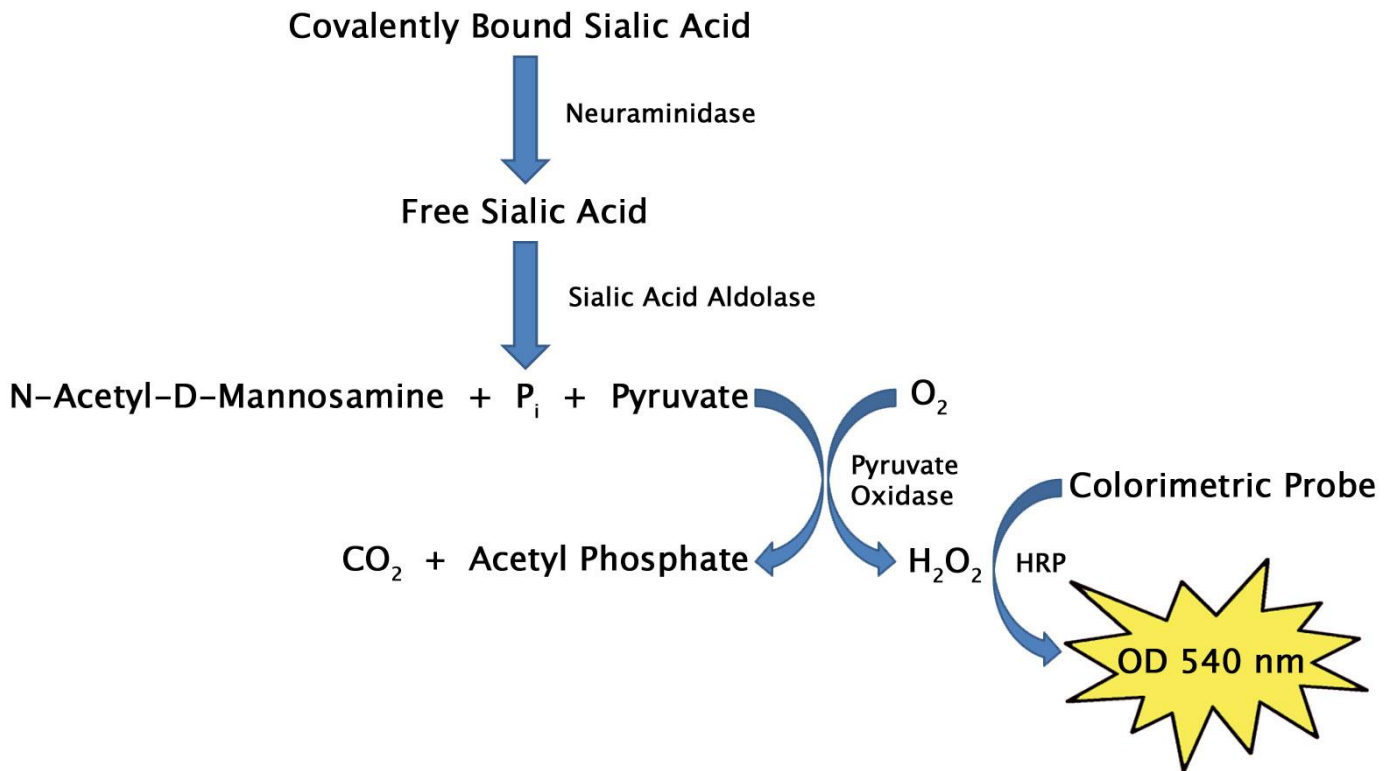 Covalently Bound Sialic Acid
Neuraminidase
Free Sialic Acid
Sialic Acid Aldolase
N-Acetyl-D-Mannosamine + Pᵢ + Pyruvate
O₂
Pyruvate
Oxidase
Colorimetric Probe
CO₂ + Acetyl Phosphate
H₂O₂
HRP
OD 540 nm